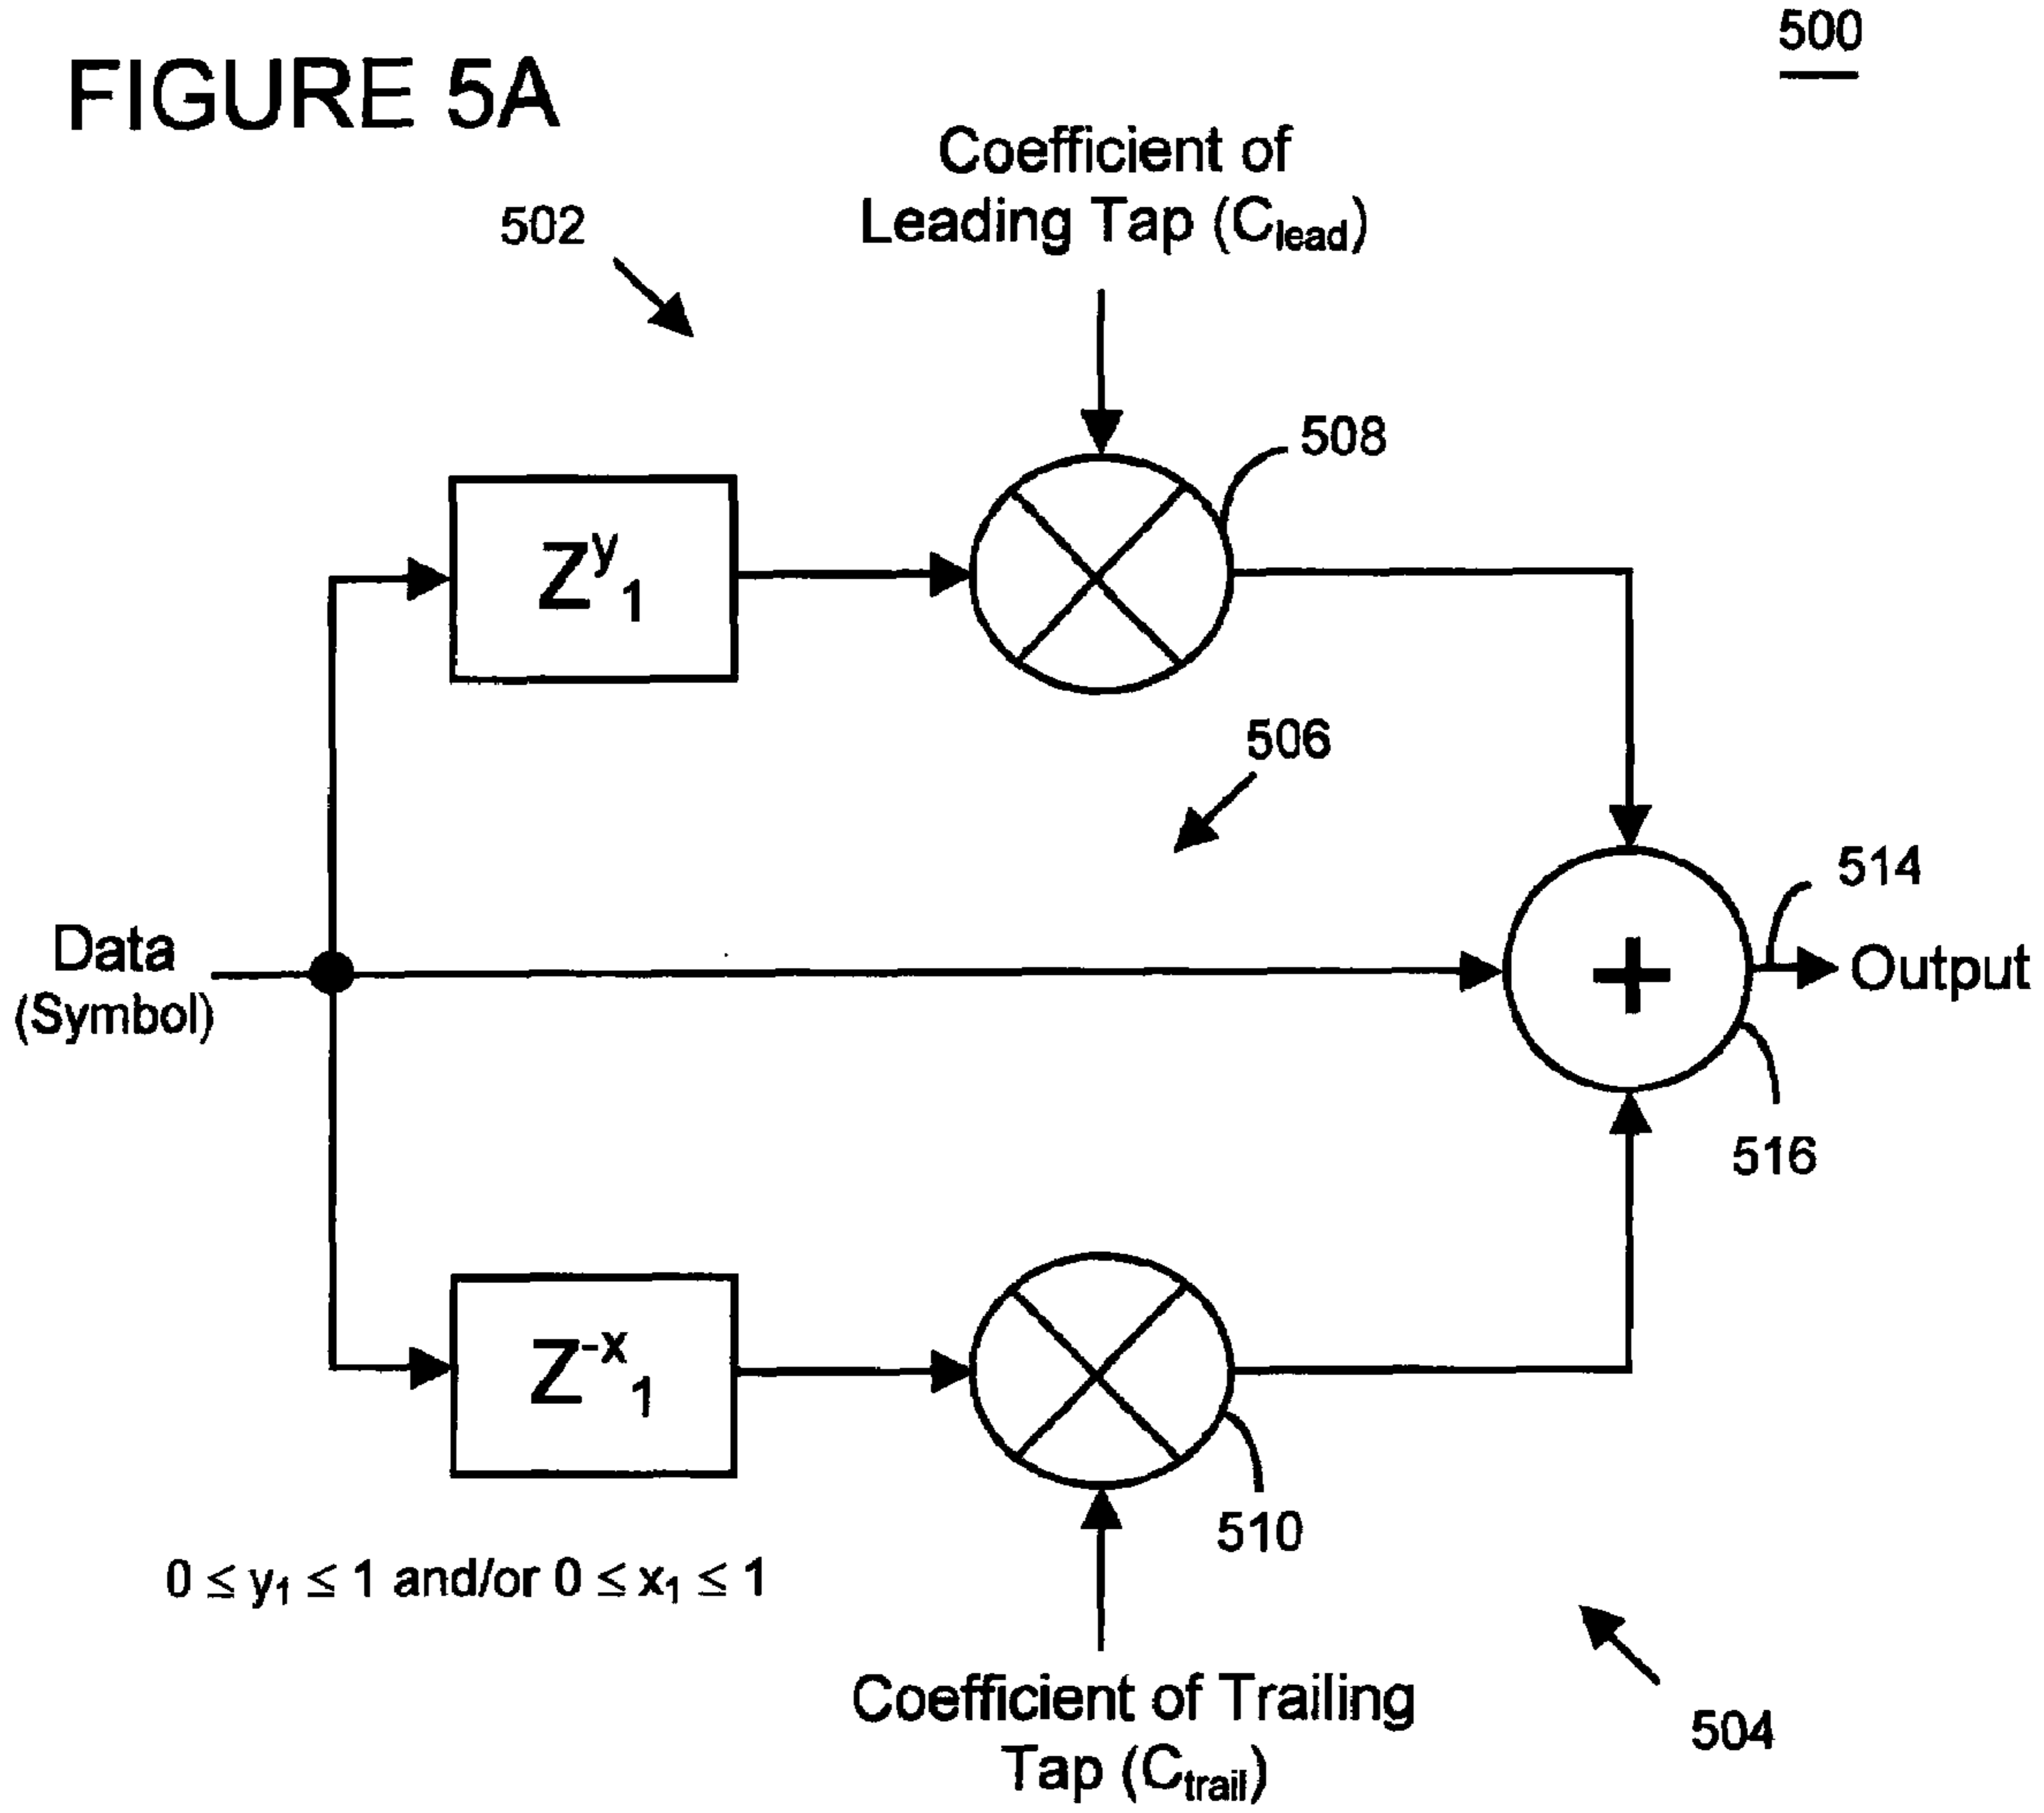 500
FIGURE 5A
Coefficient of
Leading Tap (Clead)
502
508
Zy1
506
514
Data
(Symbol)
+
Output
516
Z-x1
510
0 ≤ y1 ≤ 1 and/or 0 ≤ x1 ≤ 1
Coefficient of Trailing
Tap (Ctrail)
504